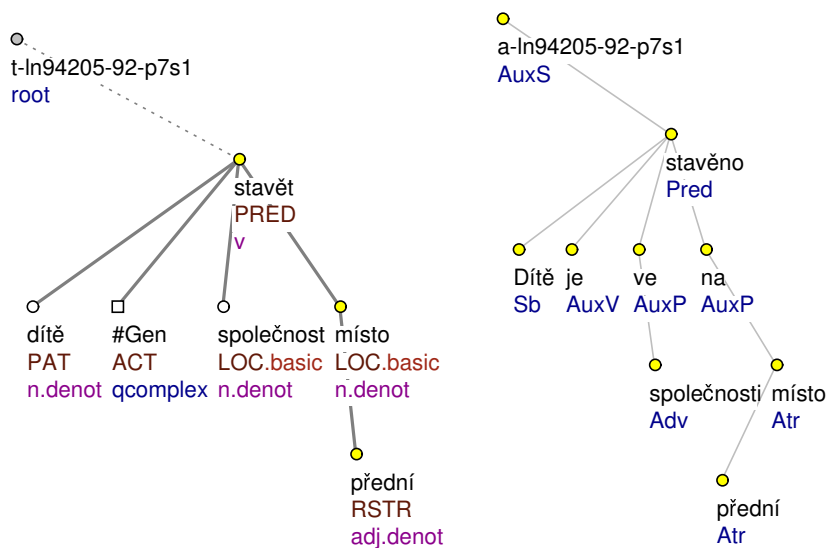 t-ln94205-92-p7s1
root
stavět
PRED
v
dítě
PAT
n.denot
#Gen
ACT
qcomplex
společnost
LOC.basic
n.denot
místo
LOC.basic
n.denot
přední
RSTR
adj.denot
a-ln94205-92-p7s1
AuxS
stavěno
Pred
Dítě
Sb
je
AuxV
ve
AuxP
na
AuxP
společnosti
Adv
místo
Atr
přední
Atr